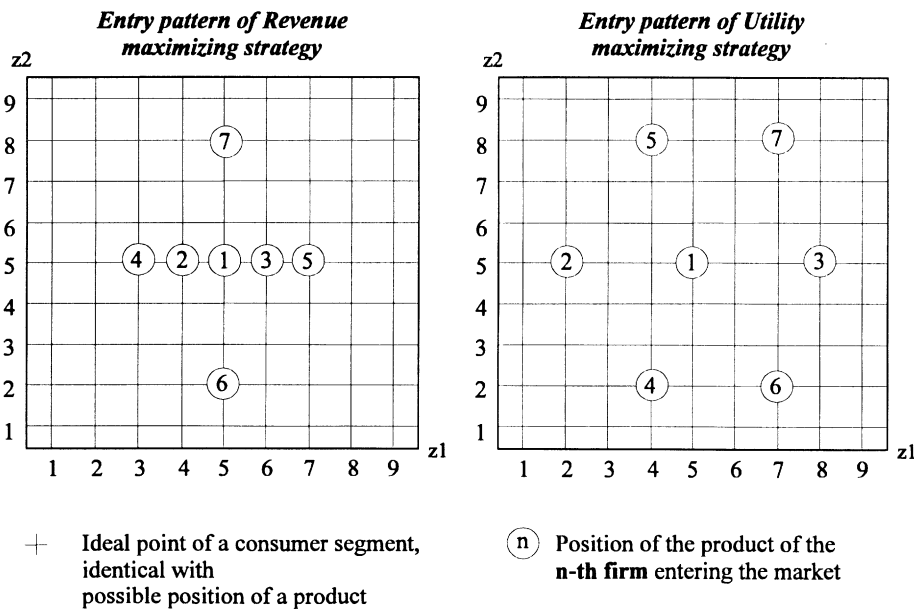 Entry pattern of Revenue
maximizing strategy
z2
9
8
7
6
5
4
3
2
1
7
4 2 1 3 5
6
1 2 3 4 5 6 7 8 9
z1
Entry pattern of Utility
maximizing strategy
z2
9
8
7
6
5
4
3
2
1
5 7
2 1 3
4 6
1 2 3 4 5 6 7 8 9
z1
Ideal point of a consumer segment,
identical with
possible position of a product
n
Position of the product of the
n-th firm entering the market